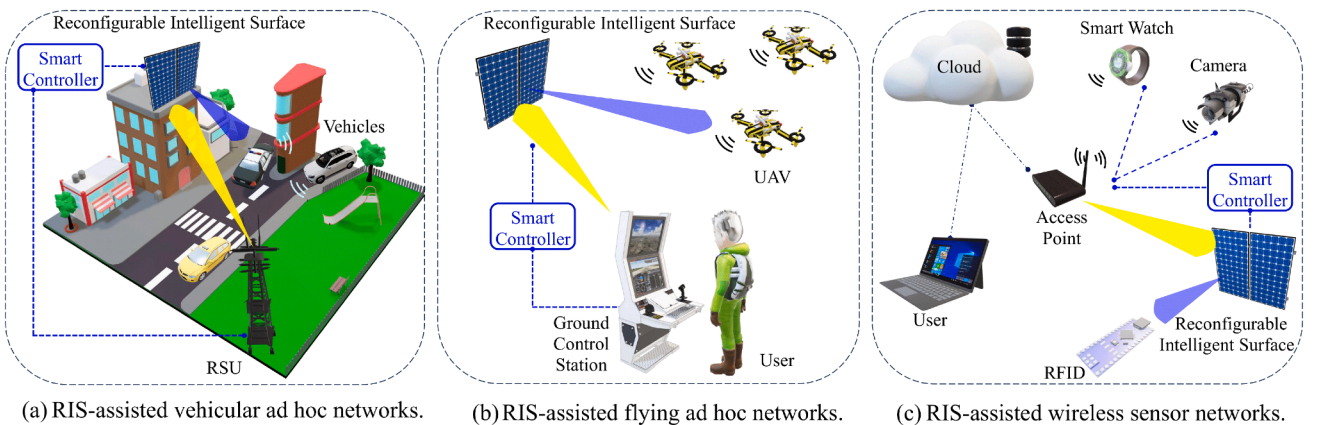 Reconfigurable Intelligent Surface
Smart
Controller
Vehicles
RSU
(a) RIS-assisted vehicular ad hoc networks.
Reconfigurable Intelligent Surface
UAV
Smart
Controller
Ground
Control
Station
User
(b) RIS-assisted flying ad hoc networks.
Smart Watch
Cloud
Camera
Smart
Controller
Access
Point
User
Reconfigurable
Intelligent Surface
RFID
(c) RIS-assisted wireless sensor networks.